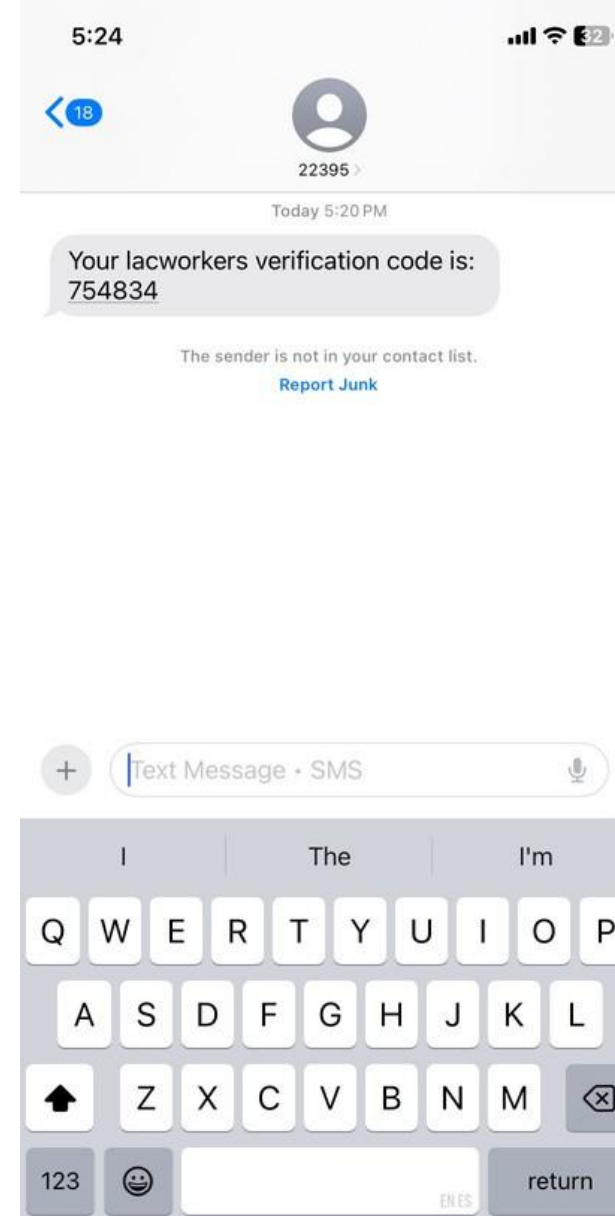 5:24
32
18
22395
Today 5:20 PM
Your lacworkers verification code is:
754834
The sender is not in your contact list.
Report Junk
Text Message • SMS
I The I'm
Q W E R T Y U I O P
A S D F G H J K L
Z X C V B N M
123 return
EN ES